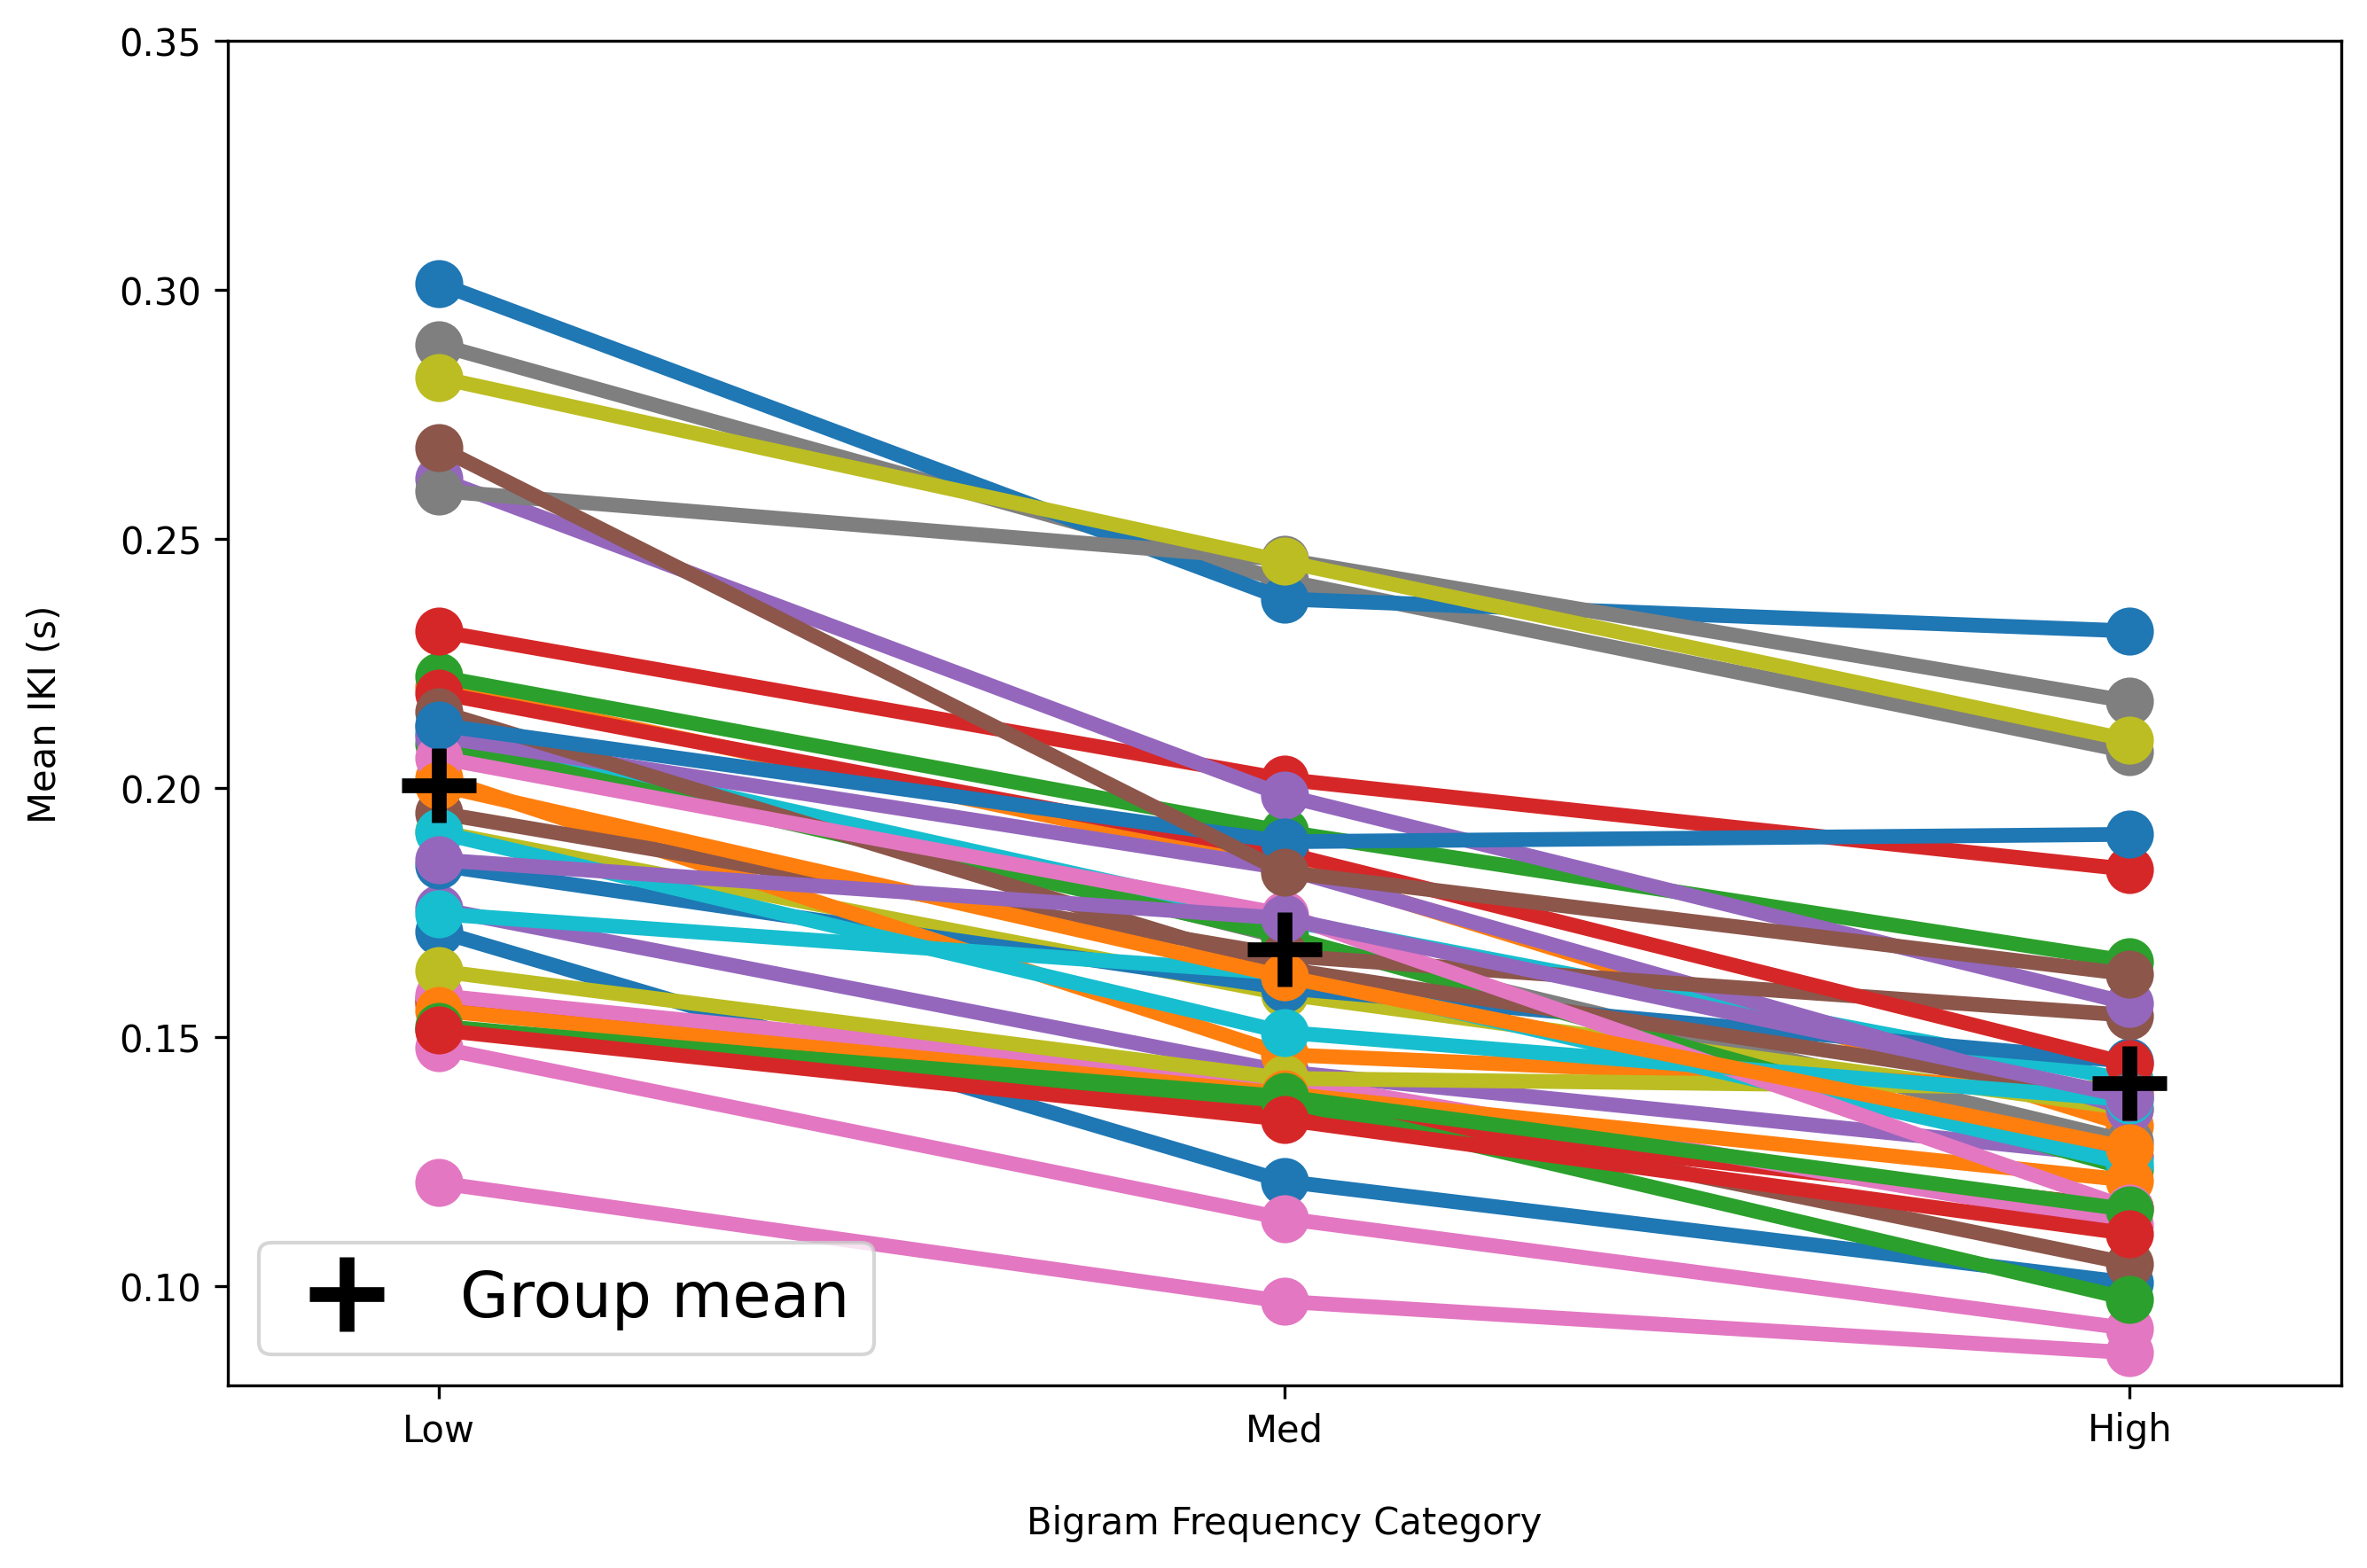 0.35
0.30
0.25
0.20
0.15
0.10
Mean IKI (s)
Group mean
Low
Med
High
Bigram Frequency Category